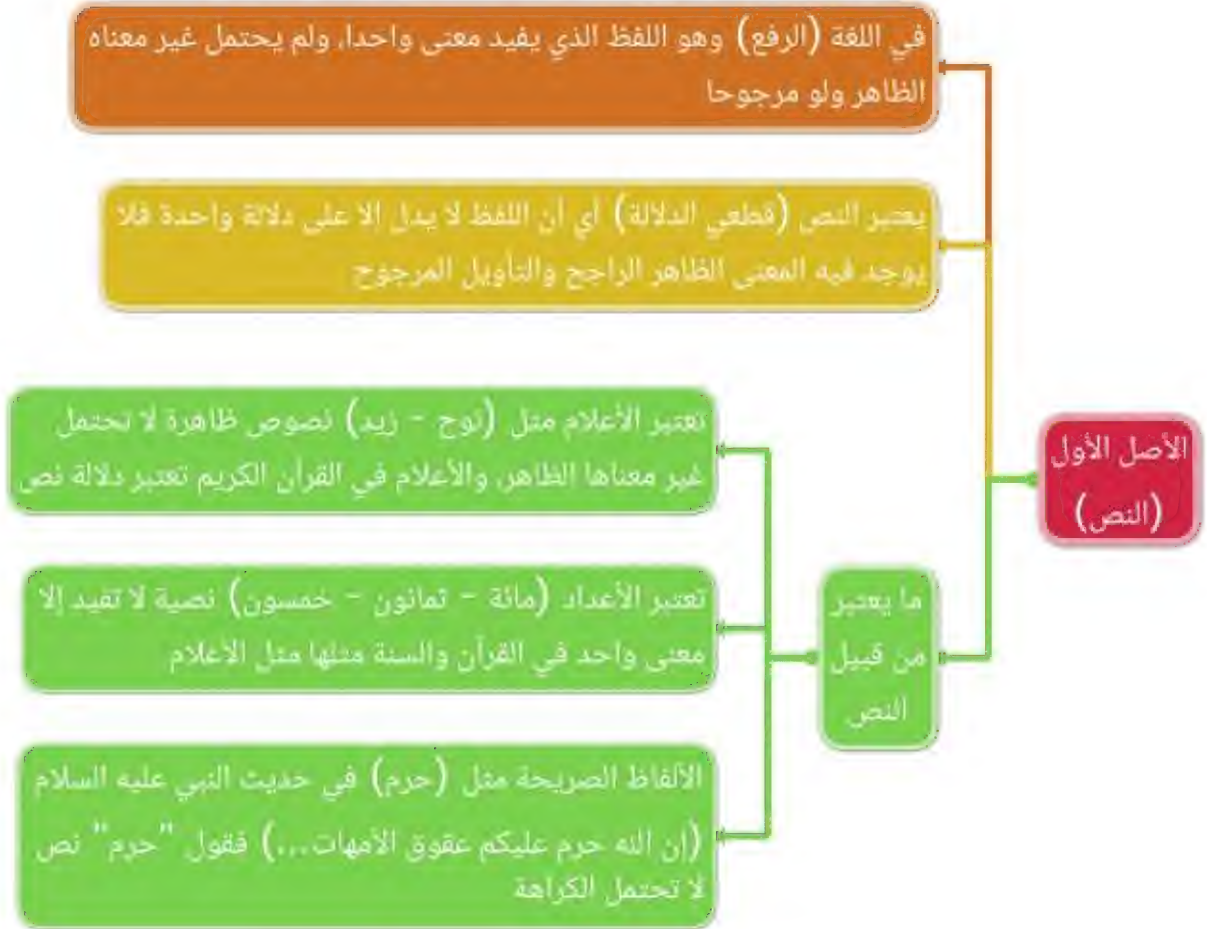 في اللغة (الرفع) وهو اللفظ الذي يفيد معنى واحدا، ولم يحتمل غير معناه
الظاهر ولو مرجوحا
يعتبر النص (قطعي الدلالة) أي أن اللفظ لا يدل إلا على دلالة واحدة فلا
يوجد فيه المعنى الظاهر الراجح والتأويل المرجوح
الأصل الأول
(النص)
ما يعتبر
من قبيل
النص
تعتبر الأعلام مثل (نوح - زيد) نصوص ظاهرة لا تحتمل
غير معناها الظاهر، والأعلام في القرآن الكريم تعتبر دلالة نص
تعتبر الأعداد (مائة - ثمانون - خمسون) نصية لا تفيد إلا
معنى واحد في القرآن والسنة مثلها مثل الأعلام
الألفاظ الصريحة مثل (حرم) في حديث النبي عليه السلام
(إن الله حرم عليكم عقوق الأمهات...) فقول "حرم" نص
لا تحتمل الكراهة